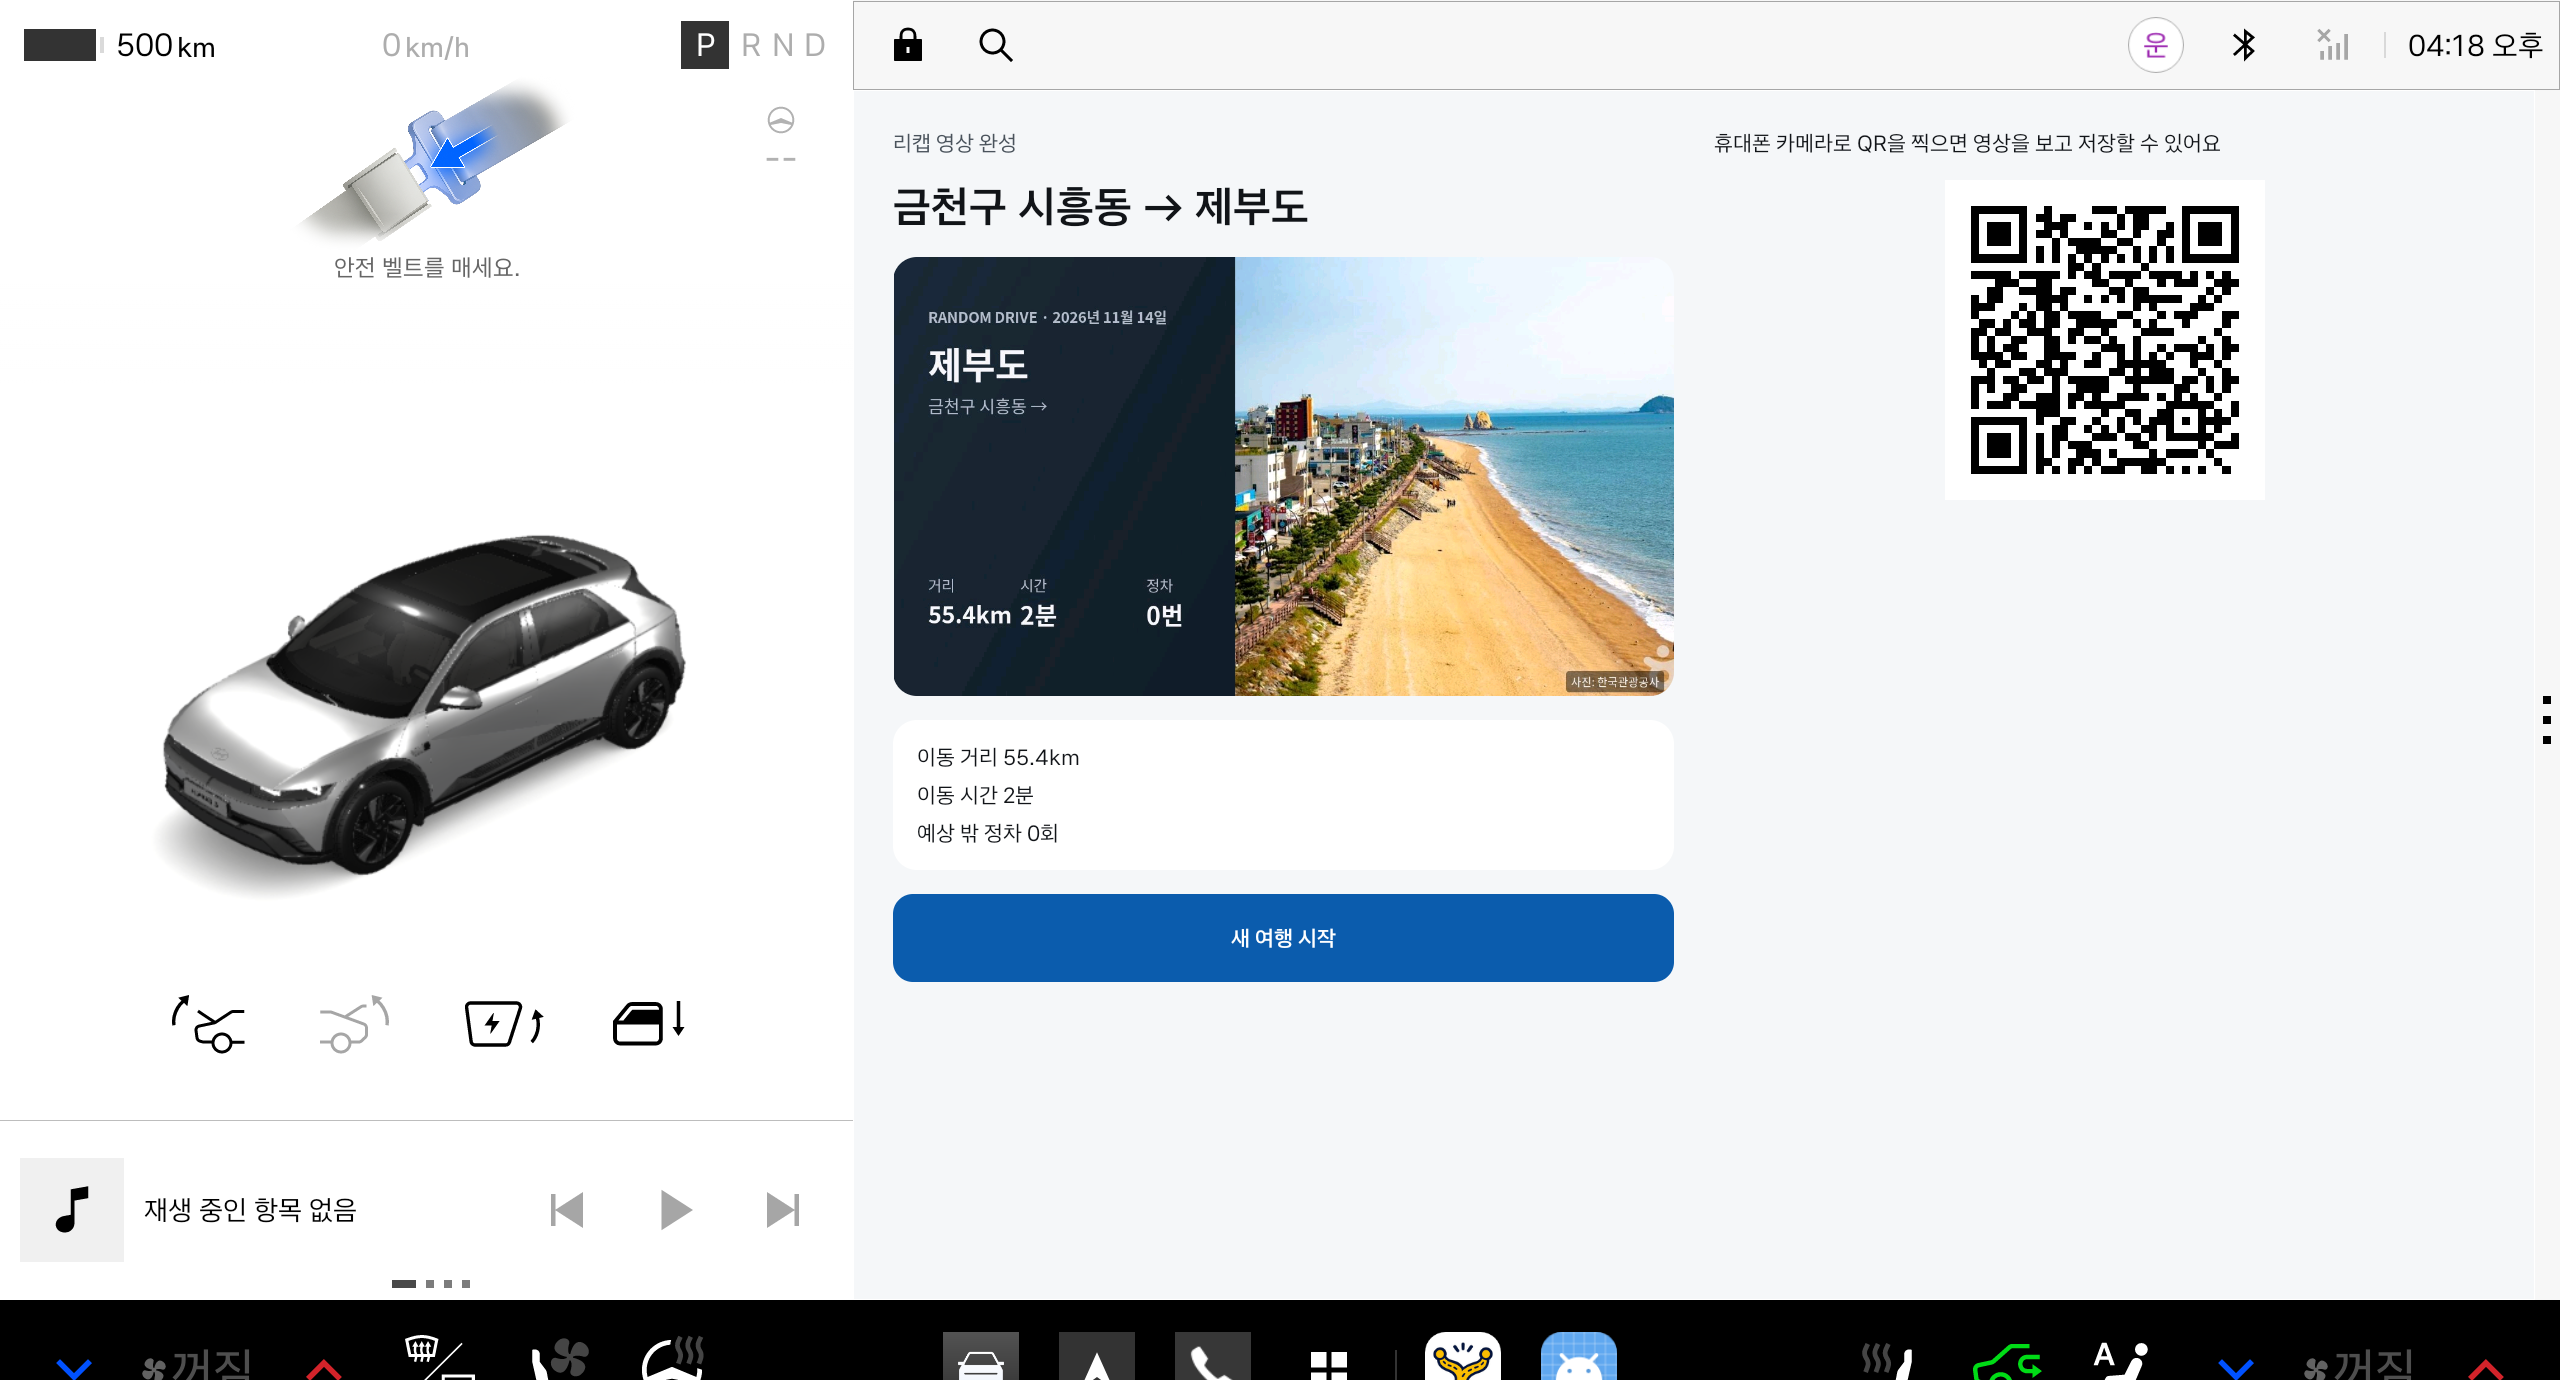 500 km
0 km/h
P R N D
04:18 오후
운
안전 벨트를 매세요.
리캡 영상 완성
금천구 시흥동 → 제부도
RANDOM DRIVE · 2026년 11월 14일
제부도
금천구 시흥동 →
거리 시간 정차
55.4km 2분 0번
사진: 한국관광공사
이동 거리 55.4km
이동 시간 2분
예상 밖 정차 0회
새 여행 시작
휴대폰 카메라로 QR을 찍으면 영상을 보고 저장할 수 있어요
재생 중인 항목 없음
꺼짐
A
꺼짐